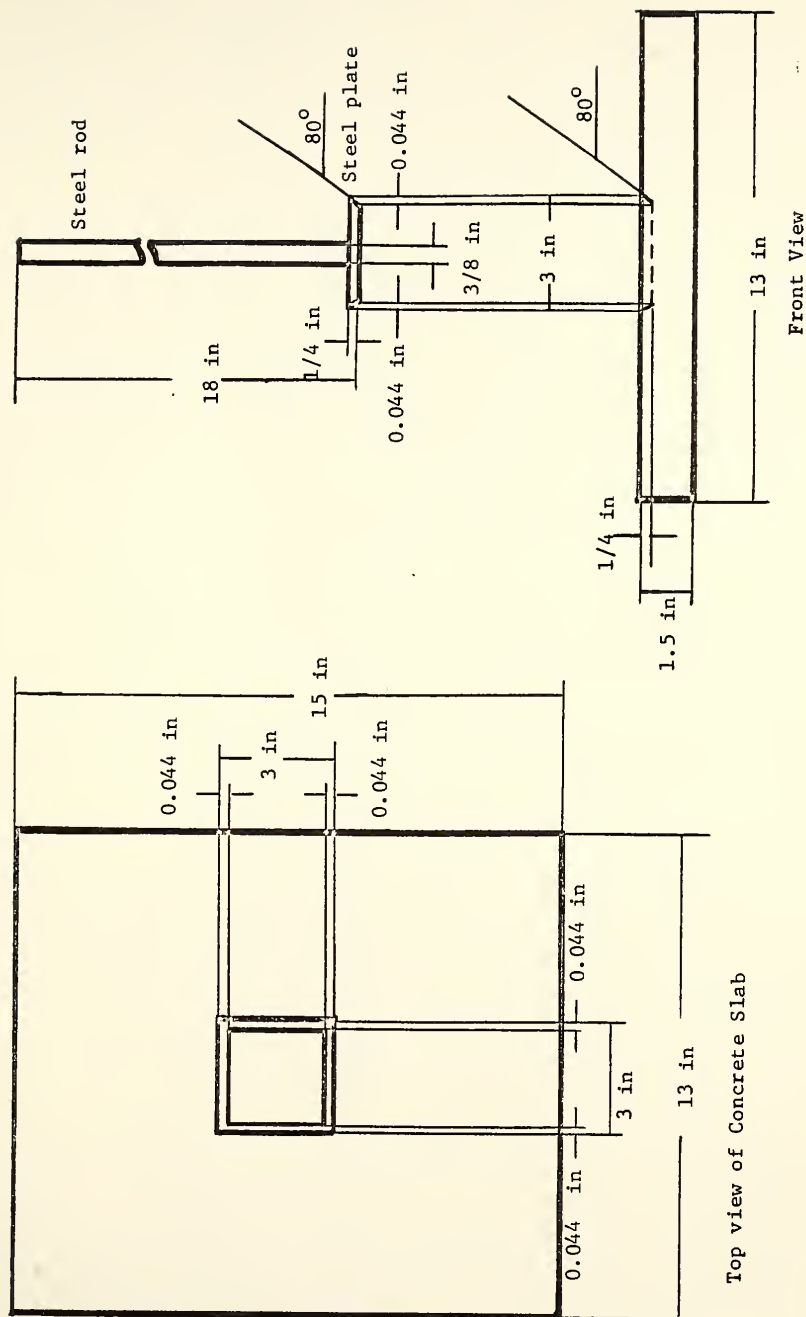 Steel rod
18 in
80°
Steel plate
1/4 in
0.044 in
0.044 in
3/8 in
3 in
80°
1/4 in
1.5 in
13 in
Front View
15 in
0.044 in
3 in
0.044 in
0.044 in
0.044 in
3 in
13 in
Top view of Concrete Slab